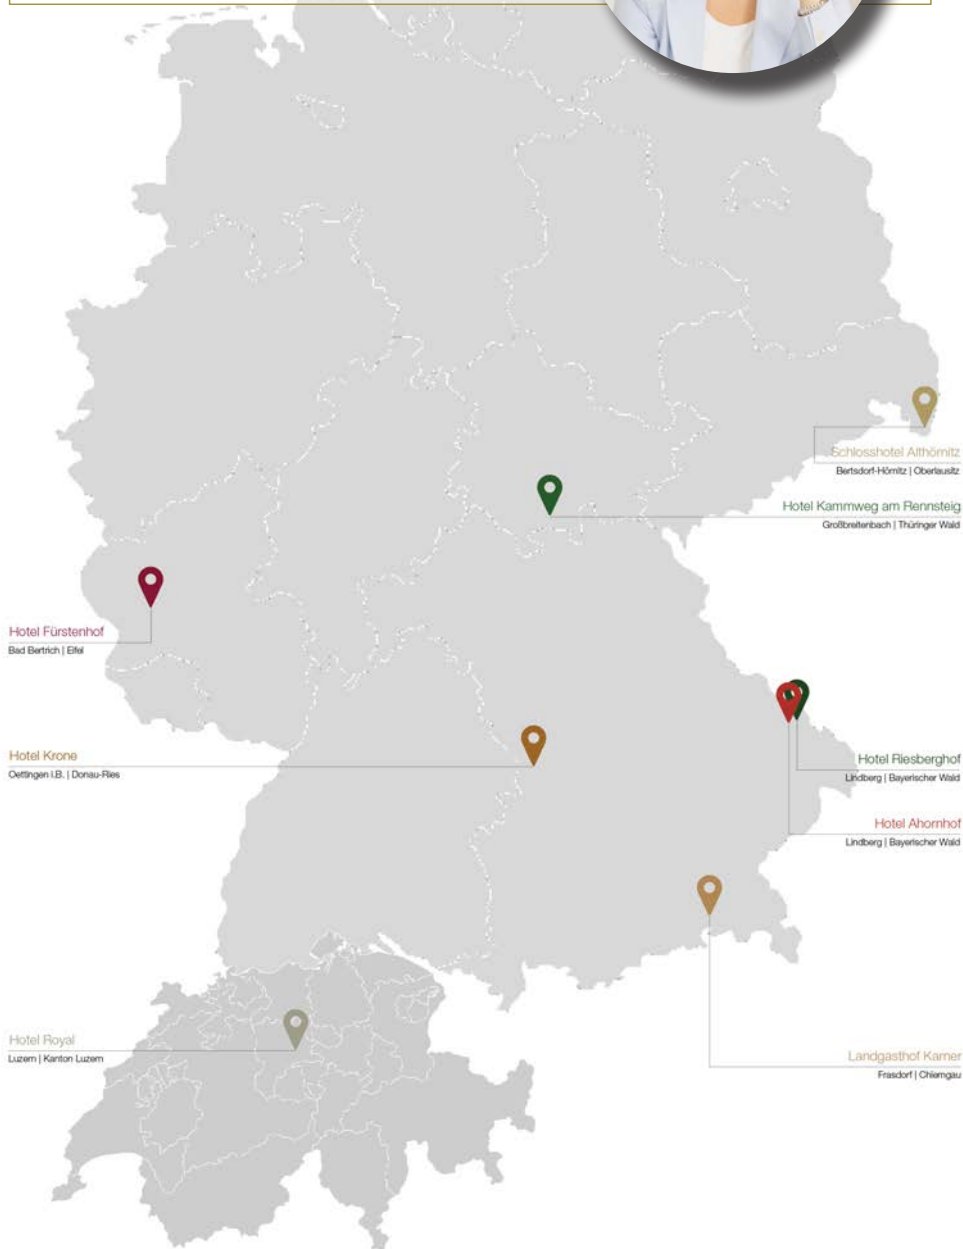 Schlosshotel Althörnitz
Bertsdorf-Hörnitz | Oberlausitz
Hotel Kammweg am Rennsteig
Großbreitenbach | Thüringer Wald
Hotel Fürstenhof
Bad Bertrich | Eifel
Hotel Krone
Oettingen i.B. | Donau-Ries
Hotel Riesberghof
Lindberg | Bayerischer Wald
Hotel Ahornhof
Lindberg | Bayerischer Wald
Hotel Royal
Luzern | Kanton Luzern
Landgasthof Karner
Frasdorf | Chiemgau